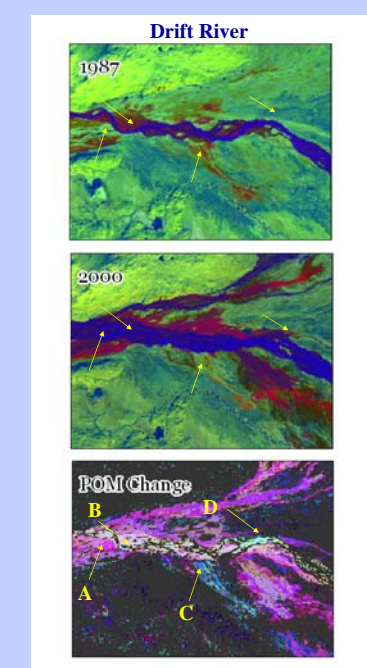 Drift River
1987
2000
POM Change
B
D
A
C